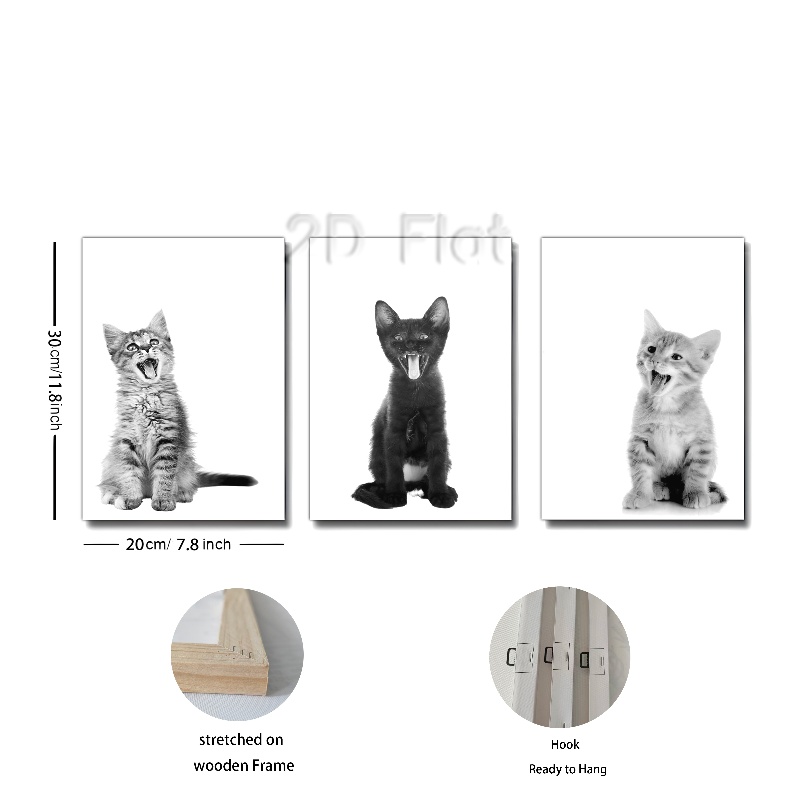 2D Flat
30cm/11.8inch
20cm/ 7.8 inch
stretched on
wooden Frame
Hook
Ready to Hang